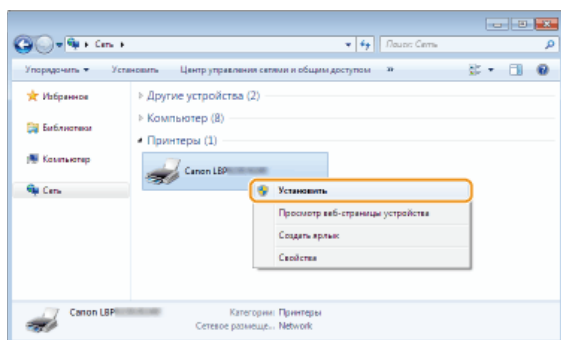 Сеть
Поиск: Сеть
Упорядочить Установить Центр управления сетями и общим доступом »
Избранное
Библиотеки
Компьютер
Сеть
Другие устройства (2)
Компьютер (8)
Принтеры (1)
Canon LBP
Установить
Просмотр веб-страницы устройства
Создать ярлык
Свойства
Canon LBP
Категории: Принтеры
Сетевое размеще... Network